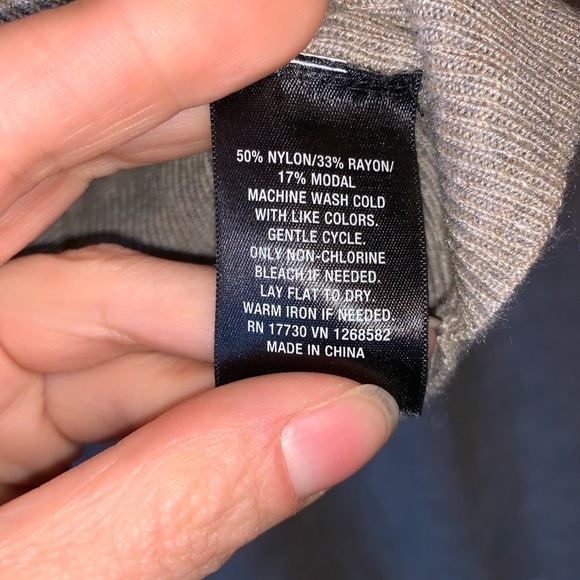 50% NYLON/33% RAYON/
17% MODAL
MACHINE WASH COLD
WITH LIKE COLORS.
GENTLE CYCLE.
ONLY NON-CHLORINE
BLEACH IF NEEDED.
LAY FLAT TO DRY.
WARM IRON IF NEEDED.
RN 17730 VN 1268582
MADE IN CHINA